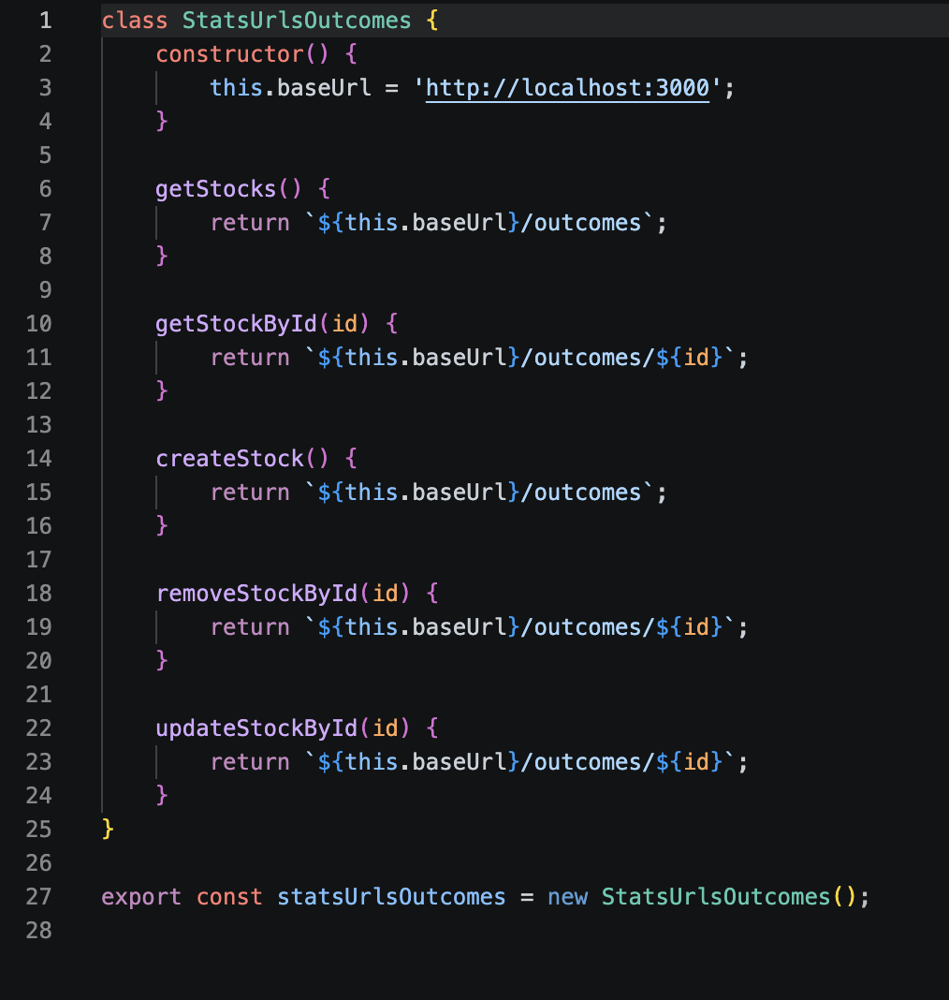 1 class StatsUrlsOutcomes {
2     constructor() {
3         this.baseUrl = 'http://localhost:3000';
4     }
5
6     getStocks() {
7         return `${this.baseUrl}/outcomes`;
8     }
9
10     getStockById(id) {
11         return `${this.baseUrl}/outcomes/${id}`;
12     }
13
14     createStock() {
15         return `${this.baseUrl}/outcomes`;
16     }
17
18     removeStockById(id) {
19         return `${this.baseUrl}/outcomes/${id}`;
20     }
21
22     updateStockById(id) {
23         return `${this.baseUrl}/outcomes/${id}`;
24     }
25 }
26
27 export const statsUrlsOutcomes = new StatsUrlsOutcomes();
28